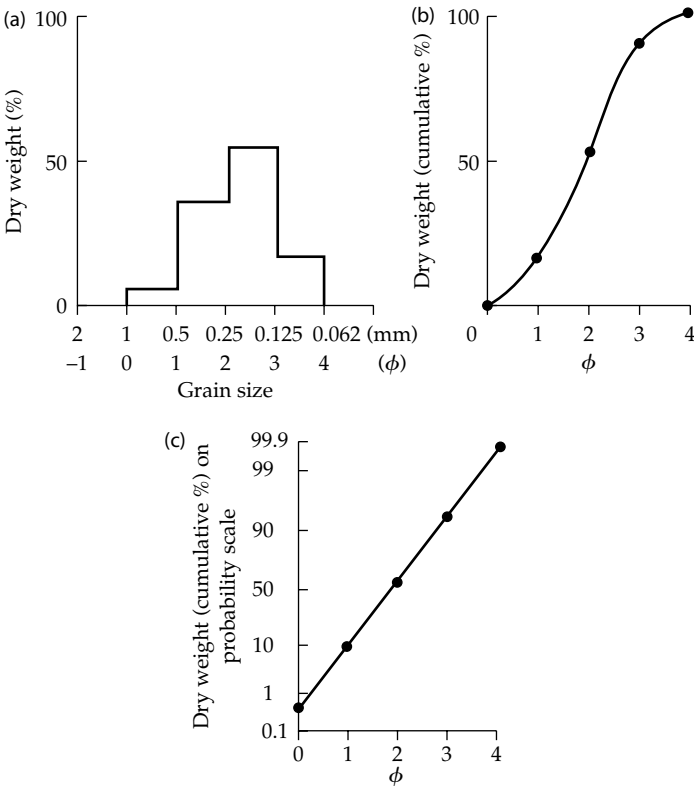 (a)
100
50
0
Dry weight (%)
2 1 0.5 0.25 0.125 0.062 (mm)
−1 0 1 2 3 4 (ϕ)
Grain size
(b)
100
50
Dry weight (cumulative %)
0 1 2 3 4
ϕ
(c)
99.9
99
90
50
10
1
0.1
Dry weight (cumulative %) on
probability scale
0 1 2 3 4
ϕ